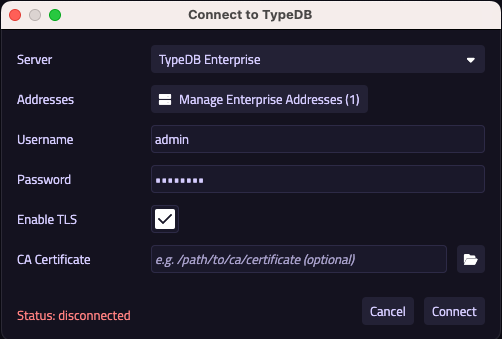 Connect to TypeDB
Server
TypeDB Enterprise
Addresses
Manage Enterprise Addresses (1)
Username
admin
Password
••••••••
Enable TLS
CA Certificate
e.g. /path/to/ca/certificate (optional)
Status: disconnected
Cancel
Connect